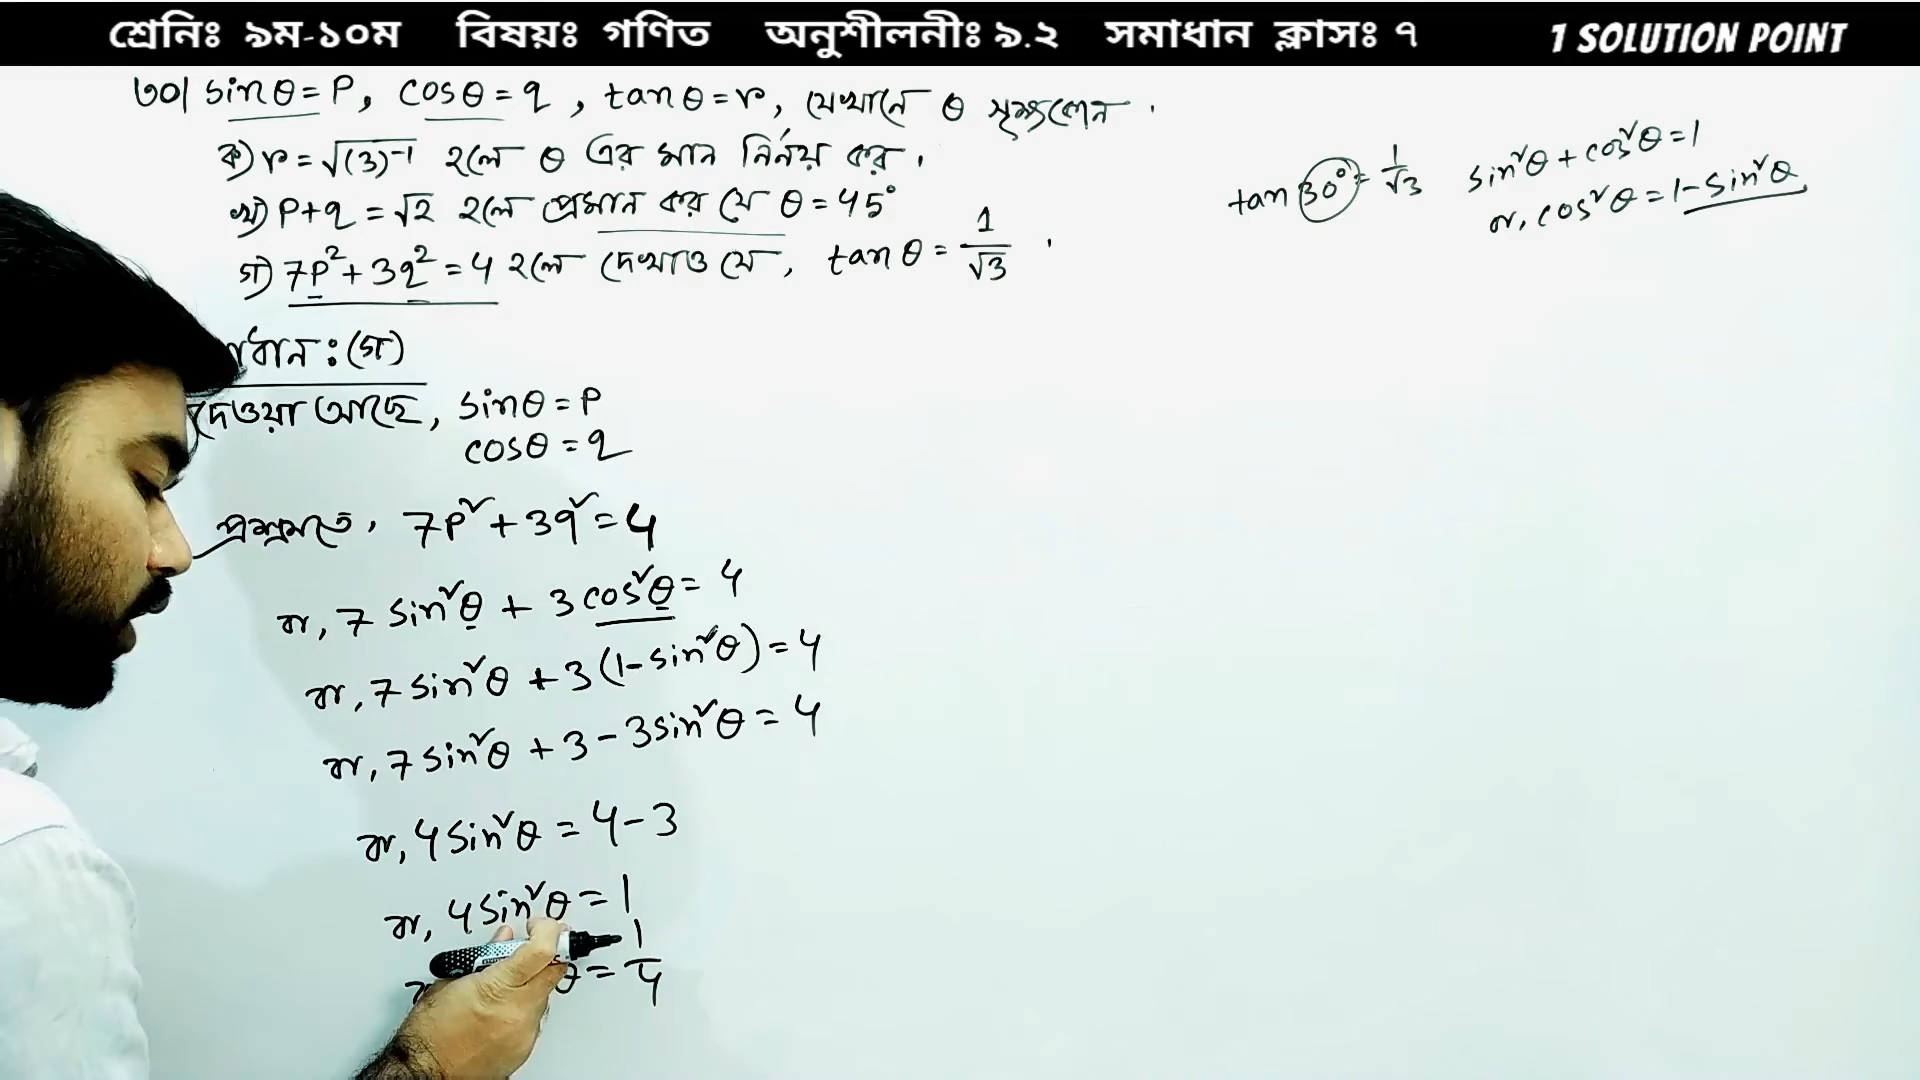 শ্রেনিঃ ৯ম-১০ম বিষয়ঃ গণিত অনুশীলনীঃ ৯.২ সমাধান ক্লাসঃ ৭ 1 SOLUTION POINT
৩০| sinθ = P, cosθ = q, tanθ = r, যেখানে θ সূক্ষ্মকোন .
ক) r = √(3)⁻¹ হলে θ এর মান নির্নয় কর ।
খ) P+q = √2 হলে প্রমান কর যে θ = 45°
গ) 7P² + 3q² = 4 হলে দেখাও যে, tanθ = 1/√3 .
tan 30° = 1/√3
sin²θ + cos²θ = 1
বা, cos²θ = 1 - sin²θ
ধান : (গ)
দেওয়া আছে, sinθ = P
cosθ = q
প্রশ্নমতে, 7P² + 3q² = 4
বা, 7 sin²θ + 3 cos²θ = 4
বা, 7 sin²θ + 3(1 - sin²θ) = 4
বা, 7 sin²θ + 3 - 3sin²θ = 4
বা, 4 sin²θ = 4 - 3
বা, 4 sin²θ = 1
θ = 1/4